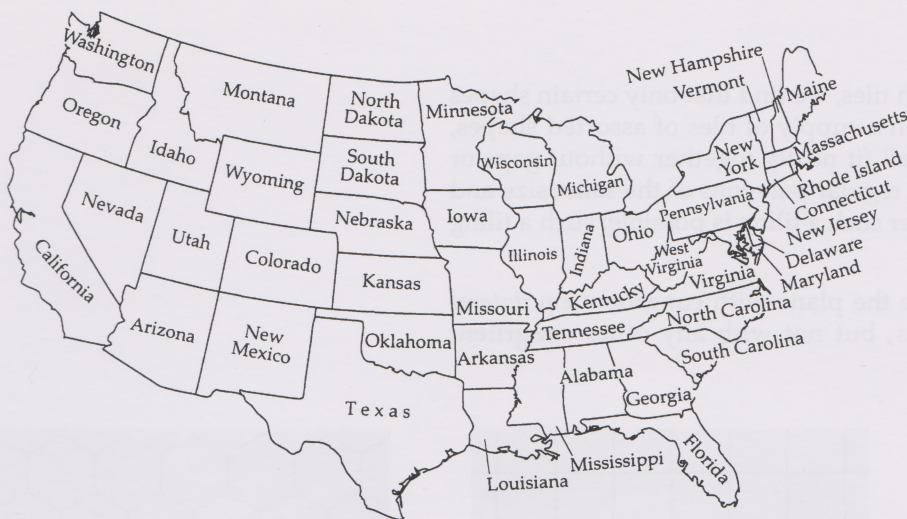 Washington
Oregon
California
Nevada
Idaho
Montana
Wyoming
Utah
Arizona
Colorado
New
Mexico
North
Dakota
South
Dakota
Nebraska
Kansas
Oklahoma
Texas
Minnesota
Iowa
Missouri
Arkansas
Louisiana
Wisconsin
Illinois
Michigan
Indiana
Ohio
Kentucky
Tennessee
Mississippi
Alabama
Georgia
Florida
South Carolina
North Carolina
Virginia
West
Virginia
Pennsylvania
New
York
New Hampshire
Vermont
Maine
Massachusetts
Rhode Island
Connecticut
New Jersey
Delaware
Maryland